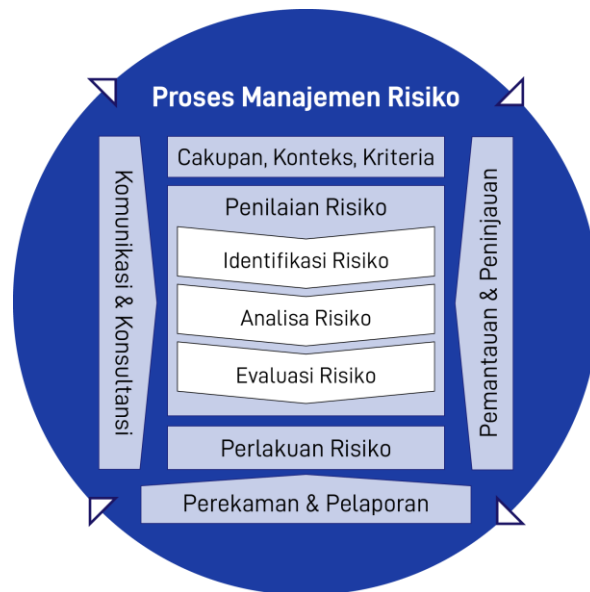 Proses Manajemen Risiko
Cakupan, Konteks, Kriteria
Komunikasi & Konsultansi
Penilaian Risiko
Identifikasi Risiko
Analisa Risiko
Evaluasi Risiko
Pemantauan & Peninjauan
Perlakuan Risiko
Perekaman & Pelaporan